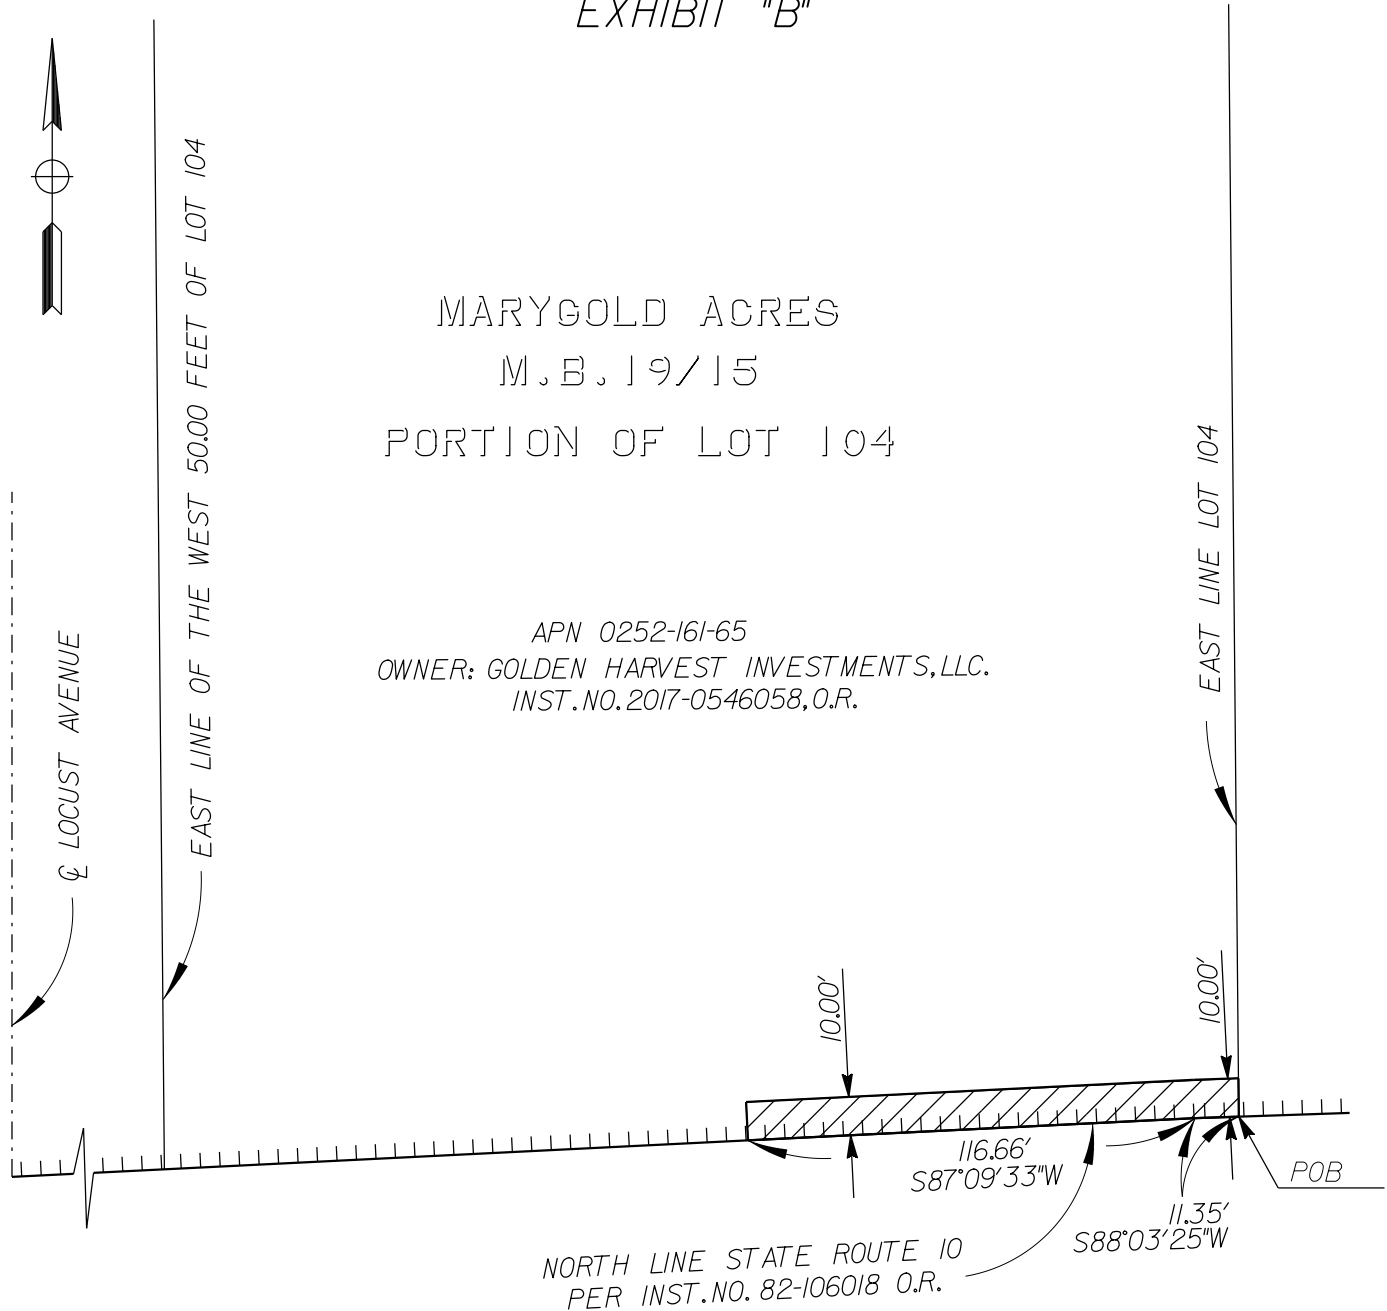 EXHIBIT "B"
EAST LINE OF THE WEST 50.00 FEET OF LOT 104
MARYGOLD ACRES
M.B. 19/15
PORTION OF LOT 104
EAST LINE LOT 104
℄ LOCUST AVENUE
APN 0252-161-65
OWNER: GOLDEN HARVEST INVESTMENTS, LLC.
INST. NO. 2017-0546058, O.R.
10.00'
10.00'
116.66'
S87°09'33"W
POB
11.35'
S88°03'25"W
NORTH LINE STATE ROUTE 10
PER INST. NO. 82-106018 O.R.